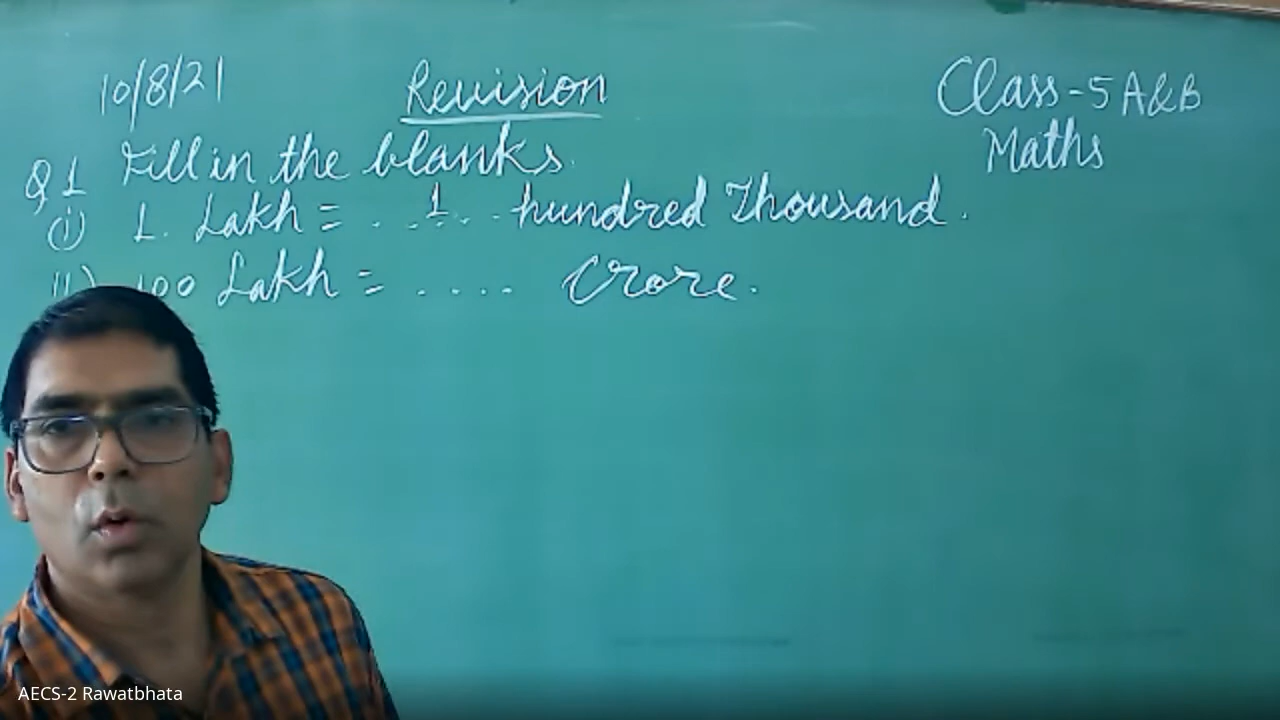 10/8/21 Revision Class-5 A&B
Maths
Q1 Fill in the blanks.
(i) 1. Lakh = . . 1 . . . hundred Thousand.
ii) 100 Lakh = . . . . Crore.
AECS-2 Rawatbhata